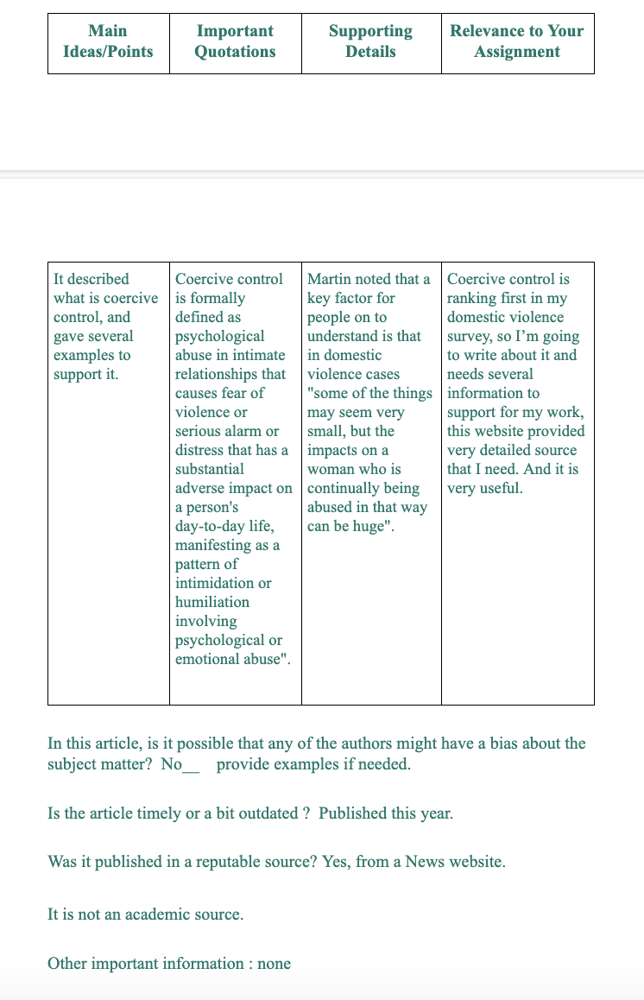 Main Ideas/Points
Important Quotations
Supporting Details
Relevance to Your Assignment
It described
what is coercive
control, and
gave several
examples to
support it.
Coercive control
is formally
defined as
psychological
abuse in intimate
relationships that
causes fear of
violence or
serious alarm or
distress that has a
substantial
adverse impact on
a person's
day-to-day life,
manifesting as a
pattern of
intimidation or
humiliation
involving
psychological or
emotional abuse".
Martin noted that a
key factor for
people on to
understand is that
in domestic
violence cases
"some of the things
may seem very
small, but the
impacts on a
woman who is
continually being
abused in that way
can be huge".
Coercive control is
ranking first in my
domestic violence
survey, so I’m going
to write about it and
needs several
information to
support for my work,
this website provided
very detailed source
that I need. And it is
very useful.
In this article, is it possible that any of the authors might have a bias about the
subject matter?  No__    provide examples if needed.
Is the article timely or a bit outdated ?  Published this year.
Was it published in a reputable source? Yes, from a News website.
It is not an academic source.
Other important information : none